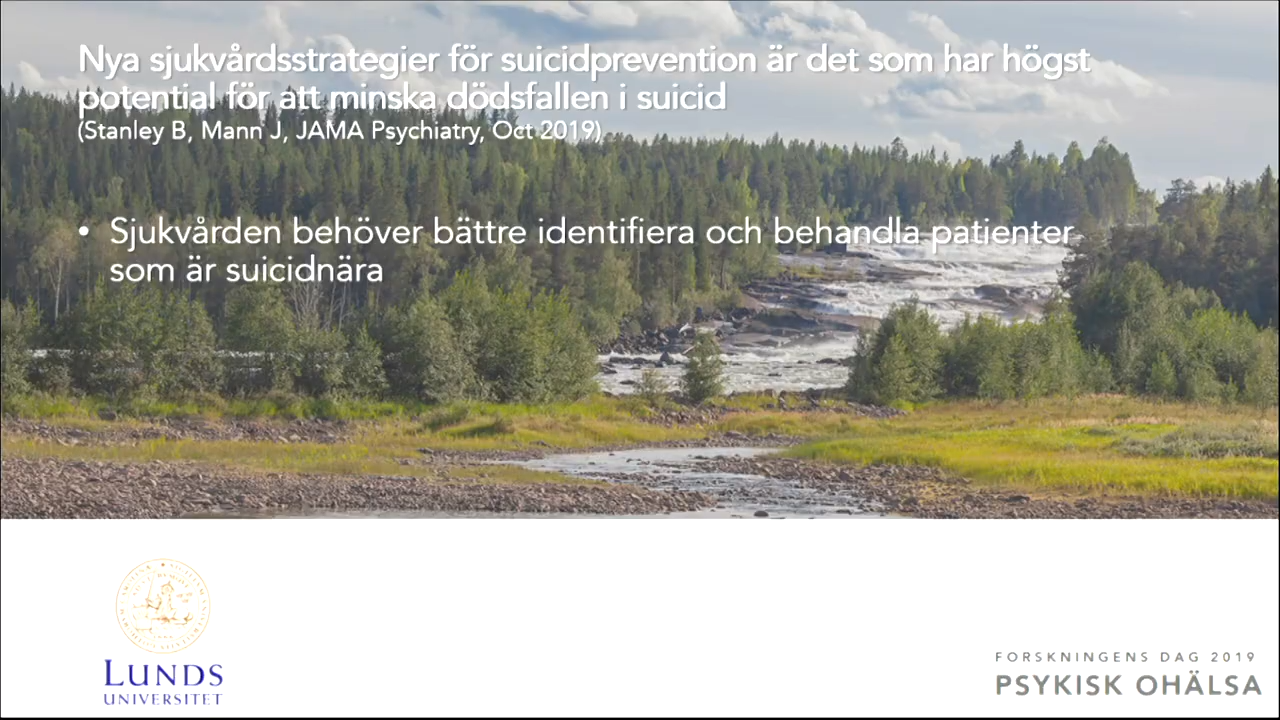 Nya sjukvårdsstrategier för suicidprevention är det som har högst
potential för att minska dödsfallen i suicid
(Stanley B, Mann J, JAMA Psychiatry, Oct 2019)
• Sjukvården behöver bättre identifiera och behandla patienter
som är suicidnära
LUNDS
UNIVERSITET
FORSKNINGENS DAG 2019
PSYKISK OHÄLSA